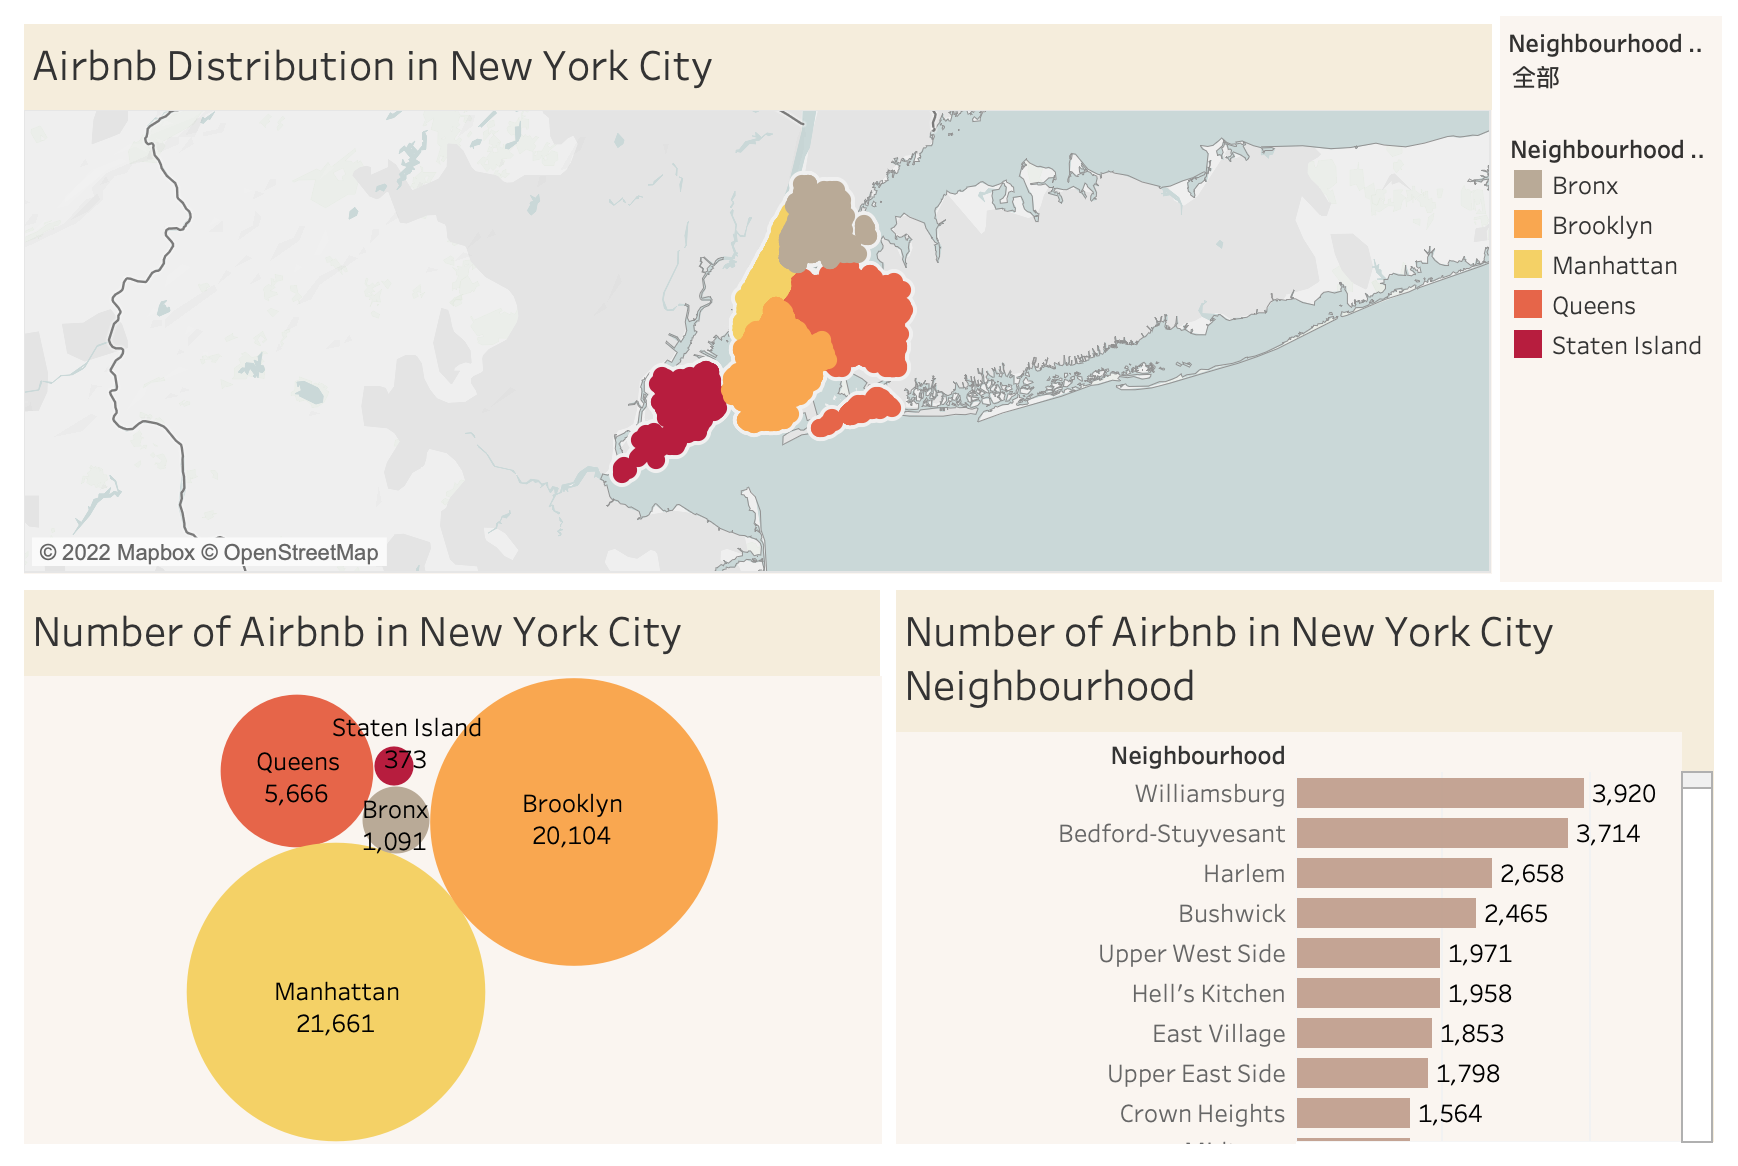 Airbnb Distribution in New York City
© 2022 Mapbox © OpenStreetMap
Neighbourhood ..
全部
Neighbourhood ..
Bronx
Brooklyn
Manhattan
Queens
Staten Island
Number of Airbnb in New York City
Staten Island
373
Queens
5,666
Bronx
1,091
Brooklyn
20,104
Manhattan
21,661
Number of Airbnb in New York City
Neighbourhood
Neighbourhood
Williamsburg 3,920
Bedford-Stuyvesant 3,714
Harlem 2,658
Bushwick 2,465
Upper West Side 1,971
Hell's Kitchen 1,958
East Village 1,853
Upper East Side 1,798
Crown Heights 1,564